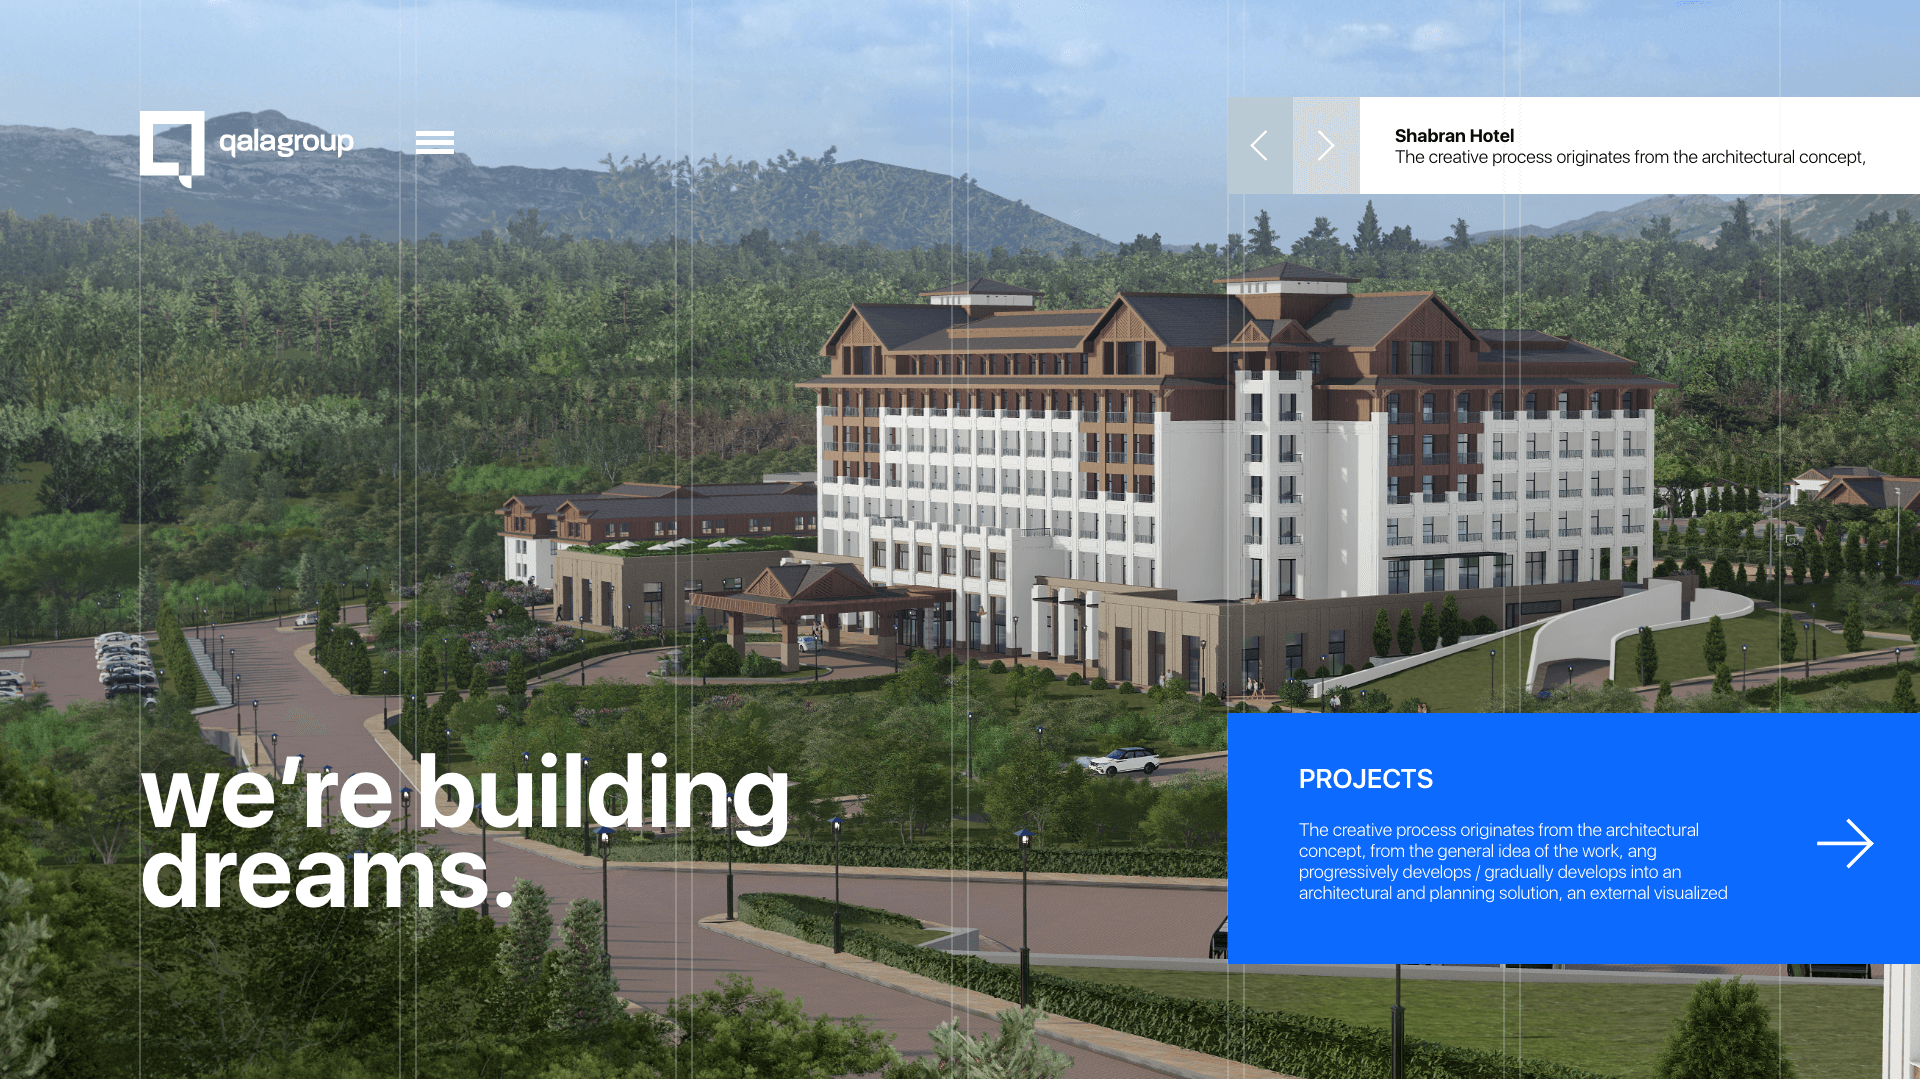 qalagroup
Shabran Hotel
The creative process originates from the architectural concept,
we're building
dreams.
PROJECTS
The creative process originates from the architectural
concept, from the general idea of the work, ang
progressively develops / gradually develops into an
architectural and planning solution, an external visualized